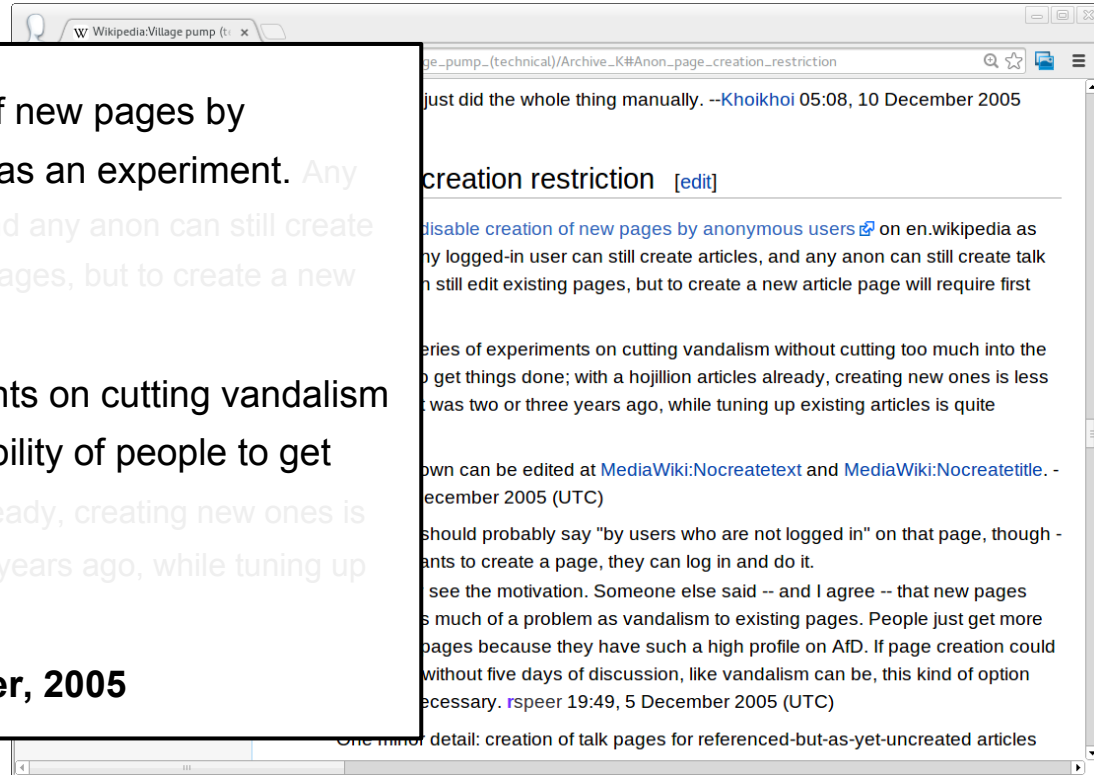 W Wikipedia:Village pump (te x
ge_pump_(technical)/Archive_K#Anon_page_creation_restriction
f new pages by
as an experiment. Any
d any anon can still create
ages, but to create a new
nts on cutting vandalism
bility of people to get
eady, creating new ones is
years ago, while tuning up
er, 2005
just did the whole thing manually. --Khoikhoi 05:08, 10 December 2005
creation restriction [edit]
disable creation of new pages by anonymous users on en.wikipedia as
ny logged-in user can still create articles, and any anon can still create talk
n still edit existing pages, but to create a new article page will require first
eries of experiments on cutting vandalism without cutting too much into the
o get things done; with a hojillion articles already, creating new ones is less
t was two or three years ago, while tuning up existing articles is quite
own can be edited at MediaWiki:Nocreatetext and MediaWiki:Nocreatetitle. -
ecember 2005 (UTC)
should probably say "by users who are not logged in" on that page, though -
ants to create a page, they can log in and do it.
see the motivation. Someone else said -- and I agree -- that new pages
s much of a problem as vandalism to existing pages. People just get more
pages because they have such a high profile on AfD. If page creation could
without five days of discussion, like vandalism can be, this kind of option
ecessary. rspeer 19:49, 5 December 2005 (UTC)
One minor detail: creation of talk pages for referenced-but-as-yet-uncreated articles